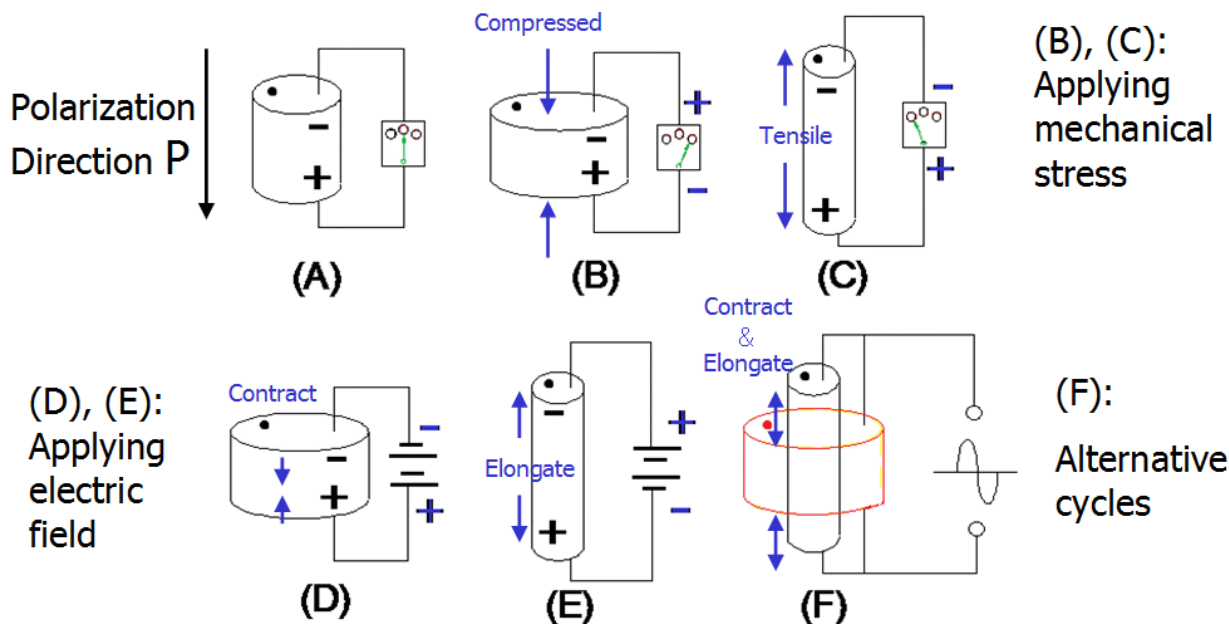 Polarization
Direction P
-
+
(A)
Compressed
+
-
+
-
(B)
-
-
Tensile
+
+
(C)
(B), (C):
Applying
mechanical
stress
(D), (E):
Applying
electric
field
Contract
-
-
+
+
(D)
-
+
Elongate
+
-
(E)
Contract
&
Elongate
(F)
(F):
Alternative
cycles